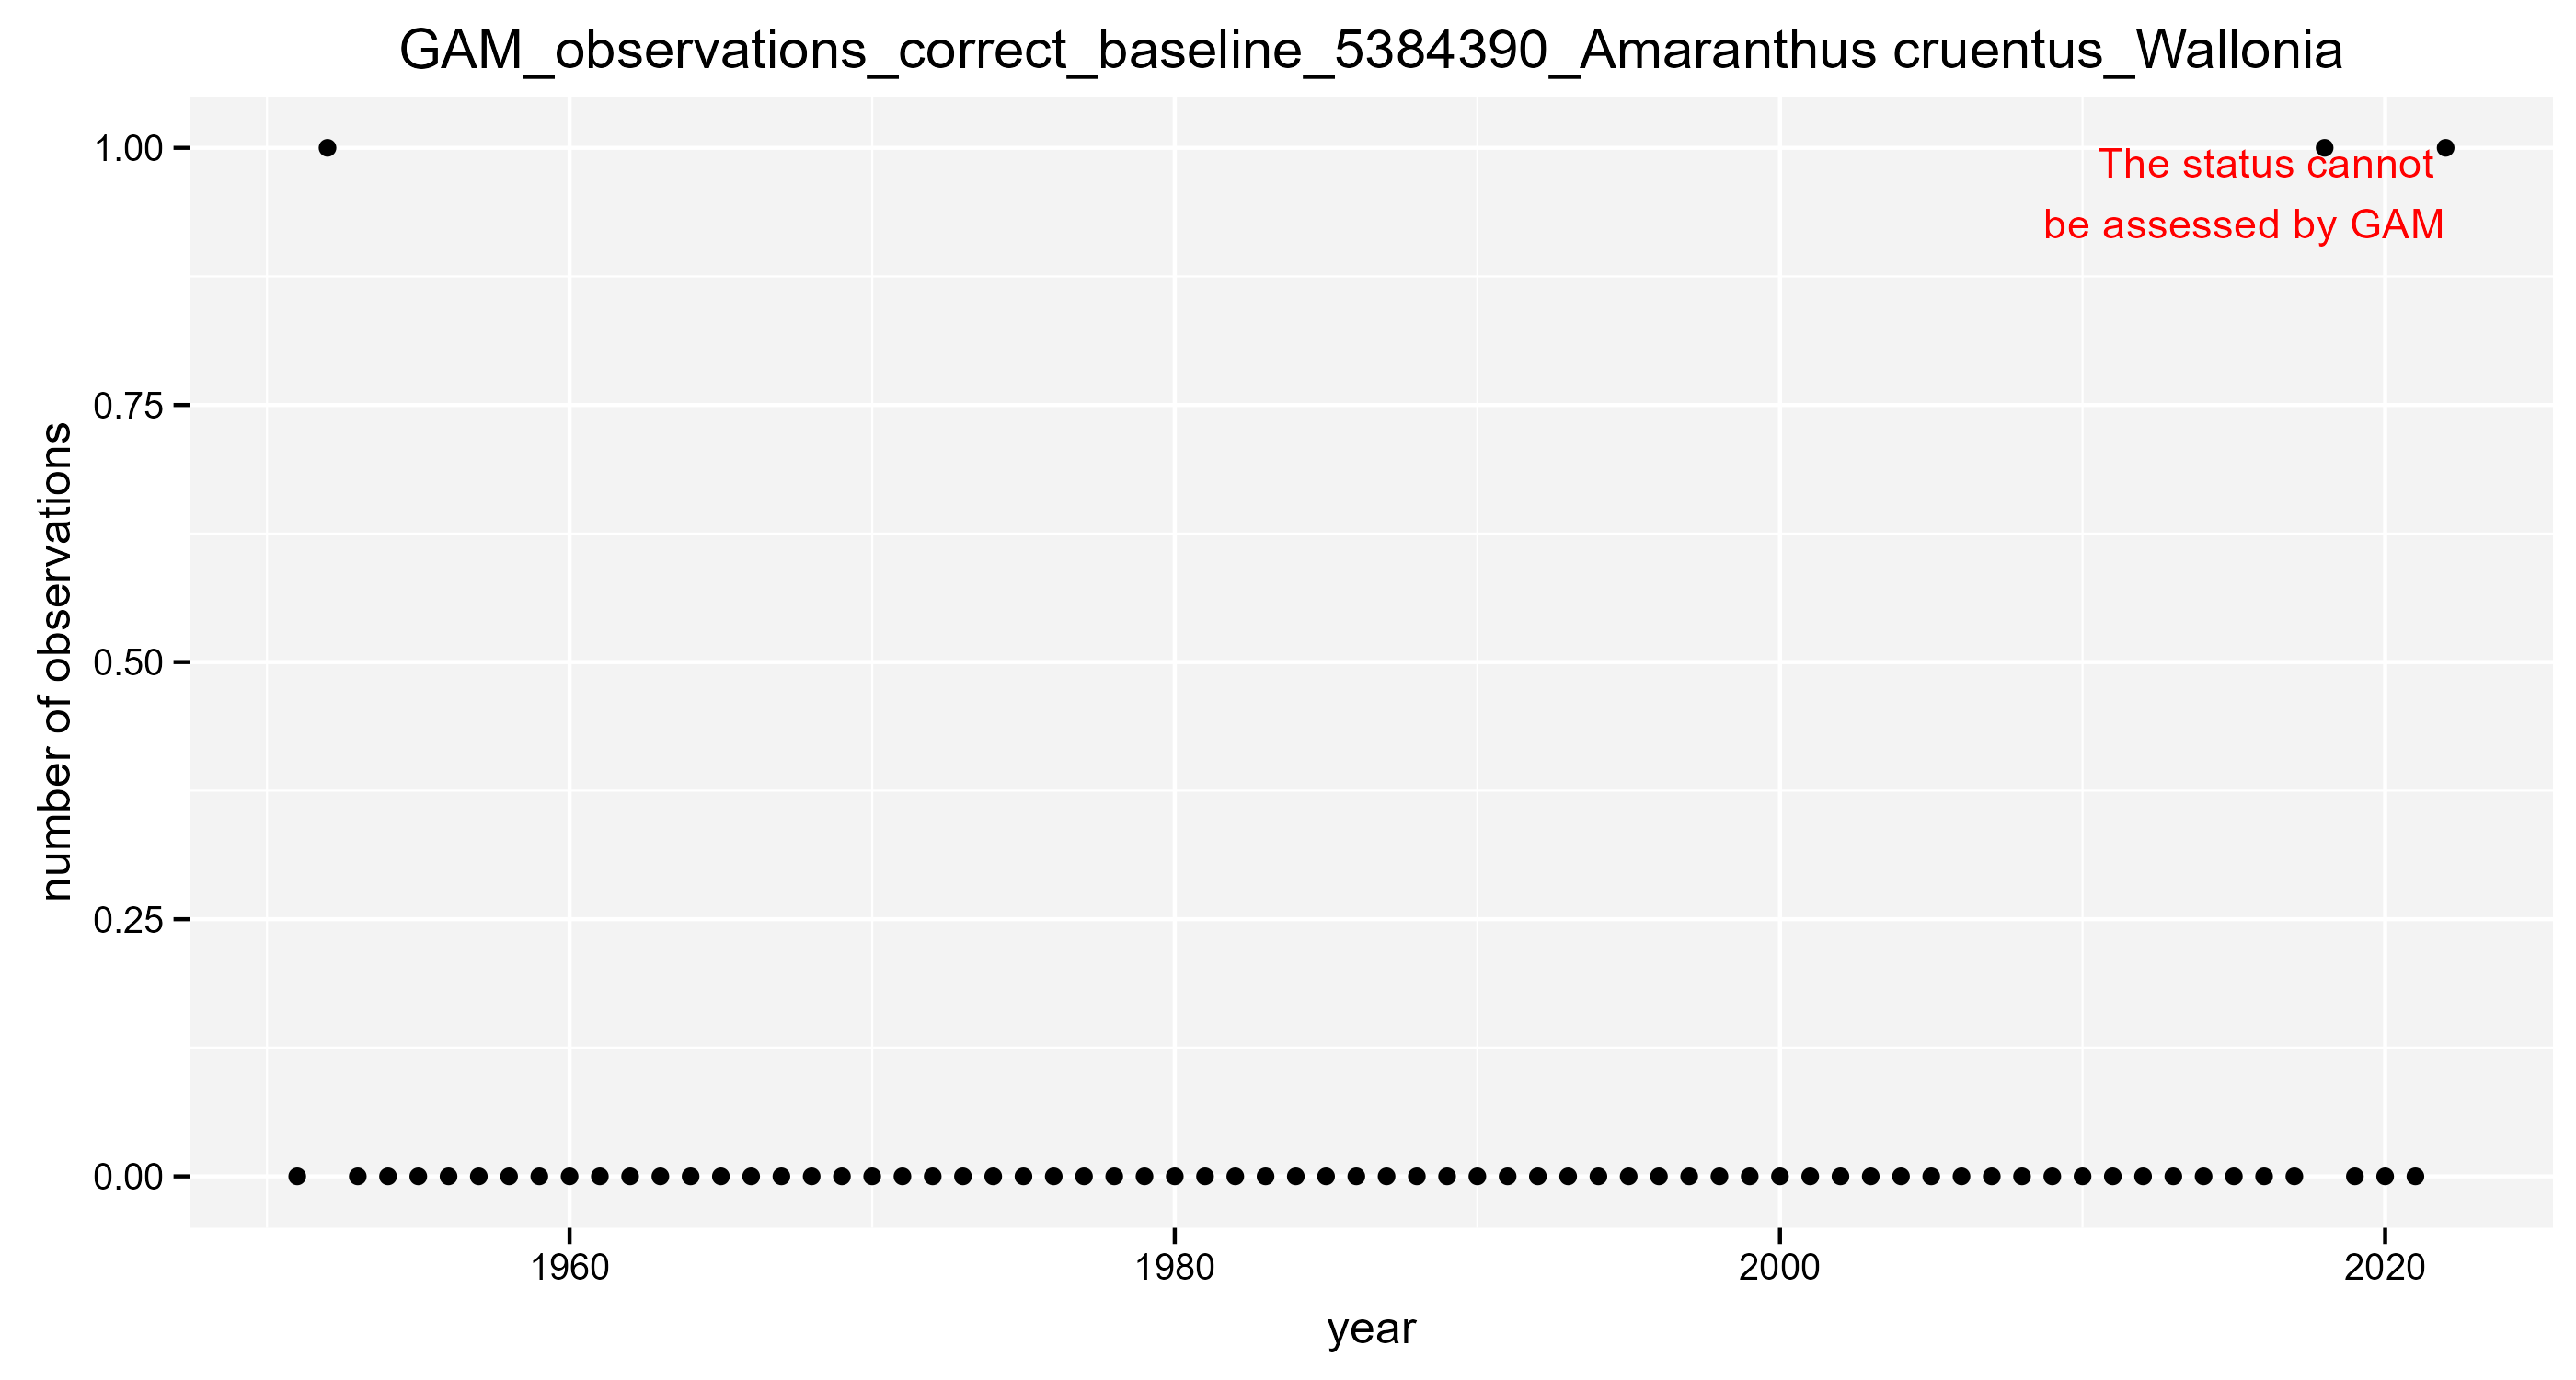 GAM_observations_correct_baseline_5384390_Amaranthus cruentus_Wallonia
1.00
The status cannot
be assessed by GAM
0.75
0.50
0.25
0.00
number of observations
1960
1980
2000
2020
year